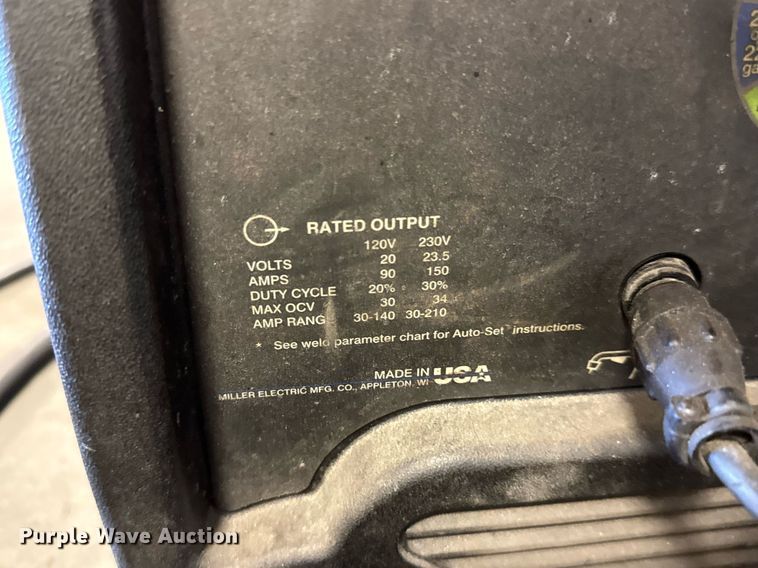 RATED OUTPUT
120V 230V
VOLTS 20 23.5
AMPS 90 150
DUTY CYCLE 20% 30%
MAX OCV 30 34
AMP RANG 30-140 30-210
* See weld parameter chart for Auto-Set instructions.
MADE IN USA
MILLER ELECTRIC MFG. CO., APPLETON, WI
Purple Wave Auction